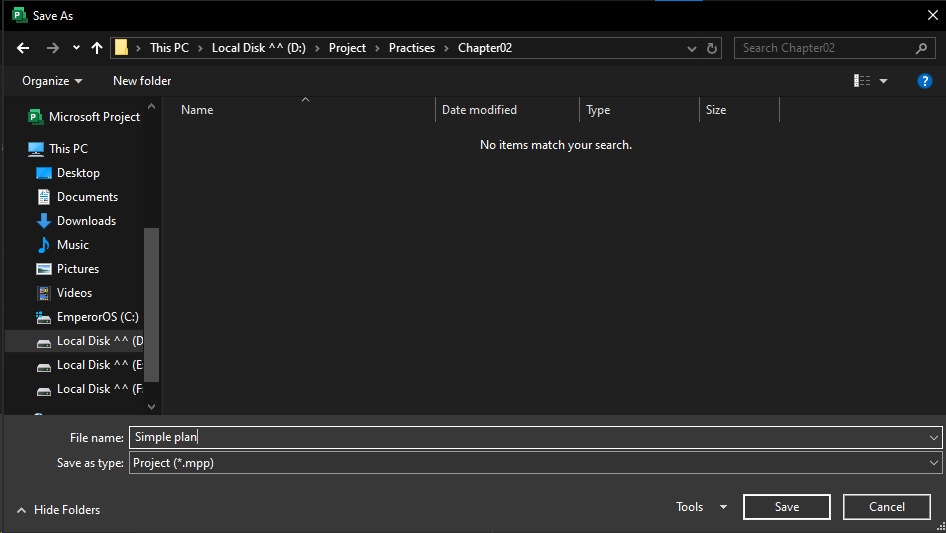 Save As
This PC > Local Disk ^^ (D:) > Project > Practises > Chapter02
Search Chapter02
Organize
New folder
Microsoft Project
This PC
Desktop
Documents
Downloads
Music
Pictures
Videos
EmperorOS (C:)
Local Disk ^^ (D
Local Disk ^^ (E
Local Disk ^^ (F
Name
Date modified
Type
Size
No items match your search.
File name: Simple plan
Save as type: Project (*.mpp)
Hide Folders
Tools
Save
Cancel